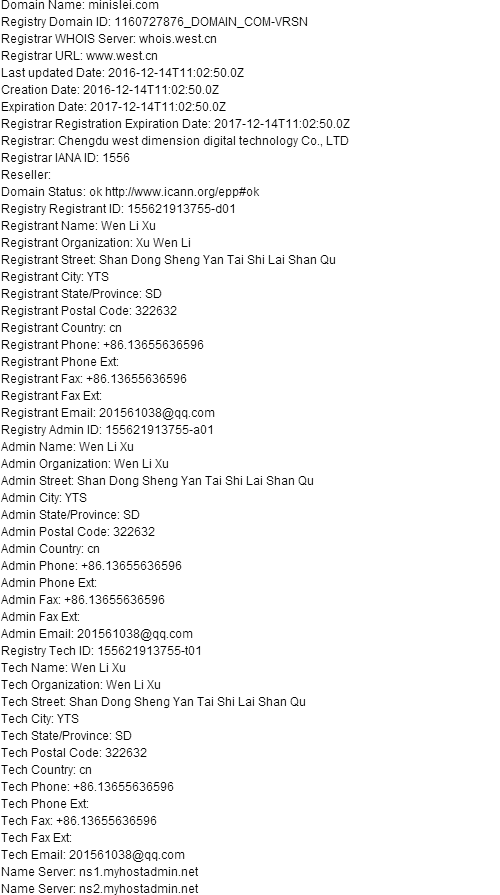 Domain Name: minislei.com
Registry Domain ID: 1160727876_DOMAIN_COM-VRSN
Registrar WHOIS Server: whois.west.cn
Registrar URL: www.west.cn
Last updated Date: 2016-12-14T11:02:50.0Z
Creation Date: 2016-12-14T11:02:50.0Z
Expiration Date: 2017-12-14T11:02:50.0Z
Registrar Registration Expiration Date: 2017-12-14T11:02:50.0Z
Registrar: Chengdu west dimension digital technology Co., LTD
Registrar IANA ID: 1556
Reseller:
Domain Status: ok http://www.icann.org/epp#ok
Registry Registrant ID: 155621913755-d01
Registrant Name: Wen Li Xu
Registrant Organization: Xu Wen Li
Registrant Street: Shan Dong Sheng Yan Tai Shi Lai Shan Qu
Registrant City: YTS
Registrant State/Province: SD
Registrant Postal Code: 322632
Registrant Country: cn
Registrant Phone: +86.13655636596
Registrant Phone Ext:
Registrant Fax: +86.13655636596
Registrant Fax Ext:
Registrant Email: 201561038@qq.com
Registry Admin ID: 155621913755-a01
Admin Name: Wen Li Xu
Admin Organization: Wen Li Xu
Admin Street: Shan Dong Sheng Yan Tai Shi Lai Shan Qu
Admin City: YTS
Admin State/Province: SD
Admin Postal Code: 322632
Admin Country: cn
Admin Phone: +86.13655636596
Admin Phone Ext:
Admin Fax: +86.13655636596
Admin Fax Ext:
Admin Email: 201561038@qq.com
Registry Tech ID: 155621913755-t01
Tech Name: Wen Li Xu
Tech Organization: Wen Li Xu
Tech Street: Shan Dong Sheng Yan Tai Shi Lai Shan Qu
Tech City: YTS
Tech State/Province: SD
Tech Postal Code: 322632
Tech Country: cn
Tech Phone: +86.13655636596
Tech Phone Ext:
Tech Fax: +86.13655636596
Tech Fax Ext:
Tech Email: 201561038@qq.com
Name Server: ns1.myhostadmin.net
Name Server: ns2.myhostadmin.net